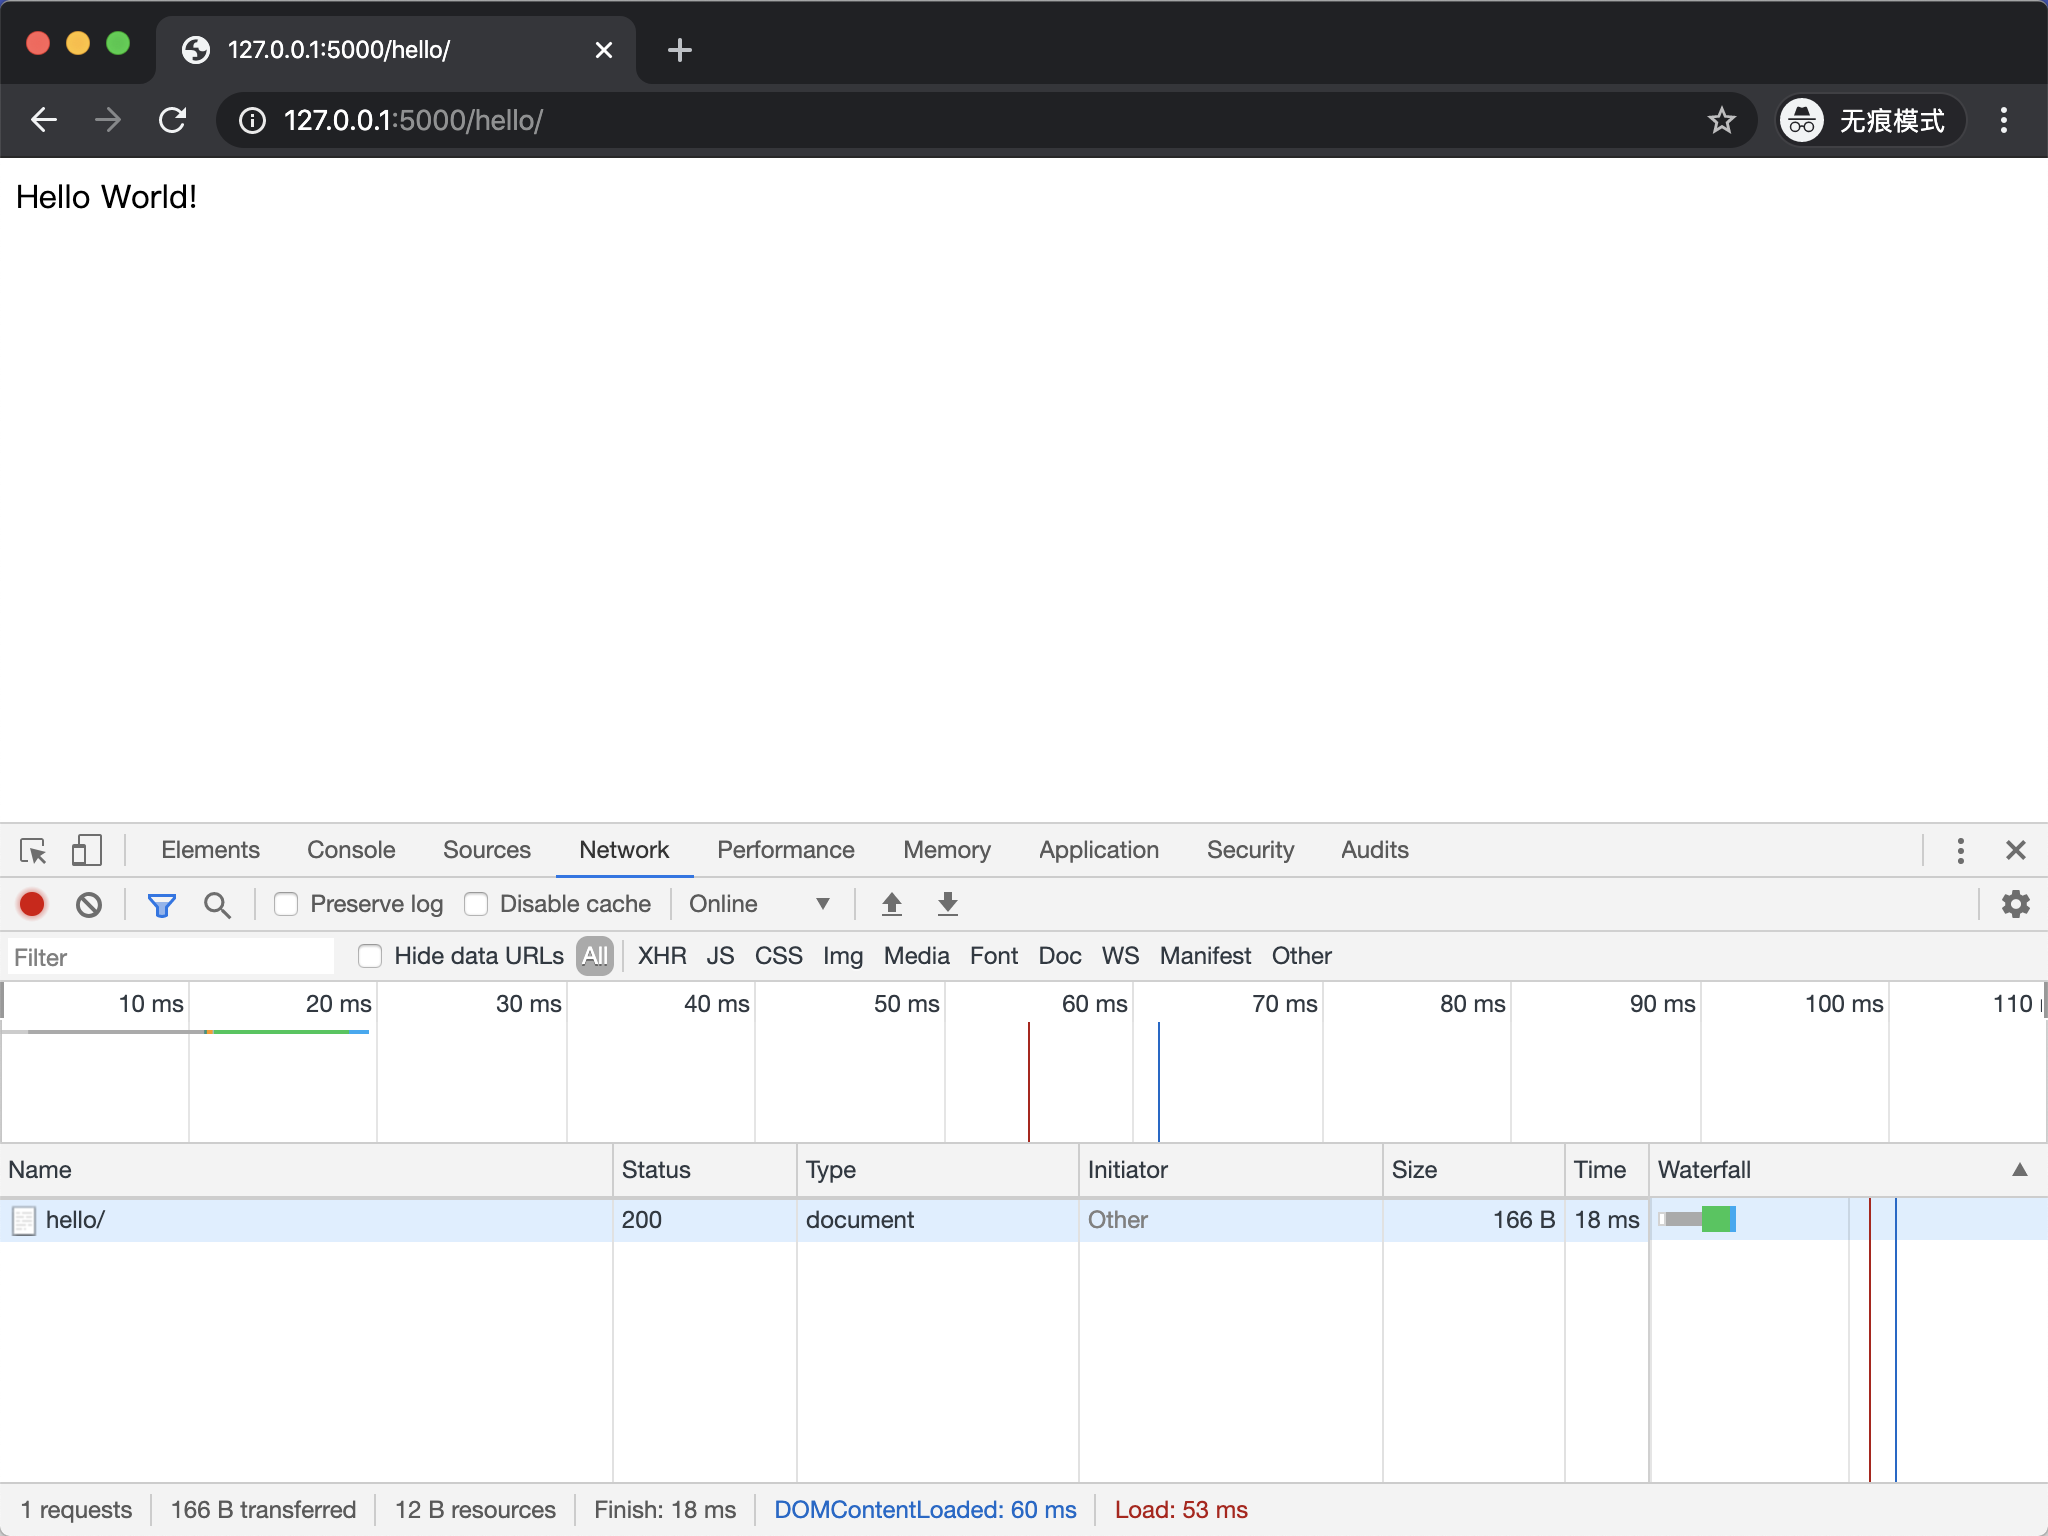 127.0.0.1:5000/hello/
127.0.0.1:5000/hello/ 无痕模式
Hello World!
Elements Console Sources Network Performance Memory Application Security Audits
Preserve log Disable cache Online
Filter Hide data URLs All XHR JS CSS Img Media Font Doc WS Manifest Other
10 ms 20 ms 30 ms 40 ms 50 ms 60 ms 70 ms 80 ms 90 ms 100 ms 110
Name Status Type Initiator Size Time Waterfall
hello/ 200 document Other 166 B 18 ms
1 requests 166 B transferred 12 B resources Finish: 18 ms DOMContentLoaded: 60 ms Load: 53 ms